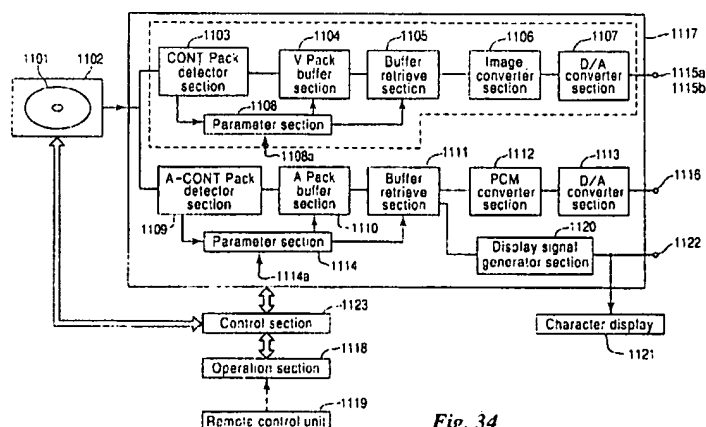 1101
1102
1103
1104
1105
1106
1107
1117
CONT Pack
detector
section
V Pack
buffer
section
Buffer
retrieve
section
Image
converter
section
D/A
converter
section
1115a
1115b
1108
Parameter section
1108a
1111
1112
1113
A-CONT Pack
detector
section
A Pack
buffer
section
Buffer
retrieve
section
PCM
converter
section
D/A
converter
section
1116
1109
1110
1120
Parameter section
1114
Display signal
generator section
1122
1114a
1123
Control section
Character display
1118
1121
Operation section
1119
Remote control unit
Fig. 34